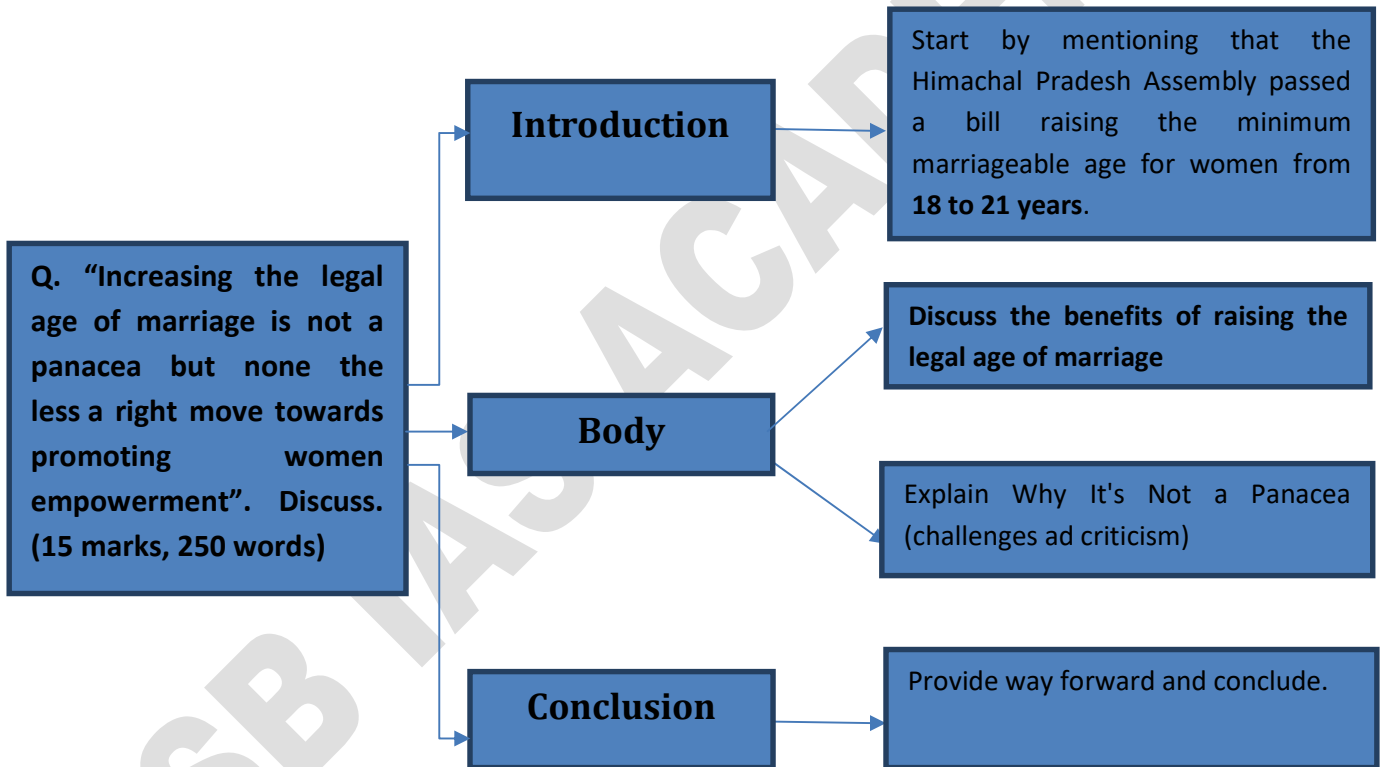 Q. “Increasing the legal
age of marriage is not a
panacea but none the
less a right move towards
promoting women
empowerment”. Discuss.
(15 marks, 250 words)
Introduction
Start by mentioning that the
Himachal Pradesh Assembly passed
a bill raising the minimum
marriageable age for women from
18 to 21 years.
Body
Discuss the benefits of raising the
legal age of marriage
Explain Why It's Not a Panacea
(challenges ad criticism)
Conclusion
Provide way forward and conclude.
SB IAS ACAD